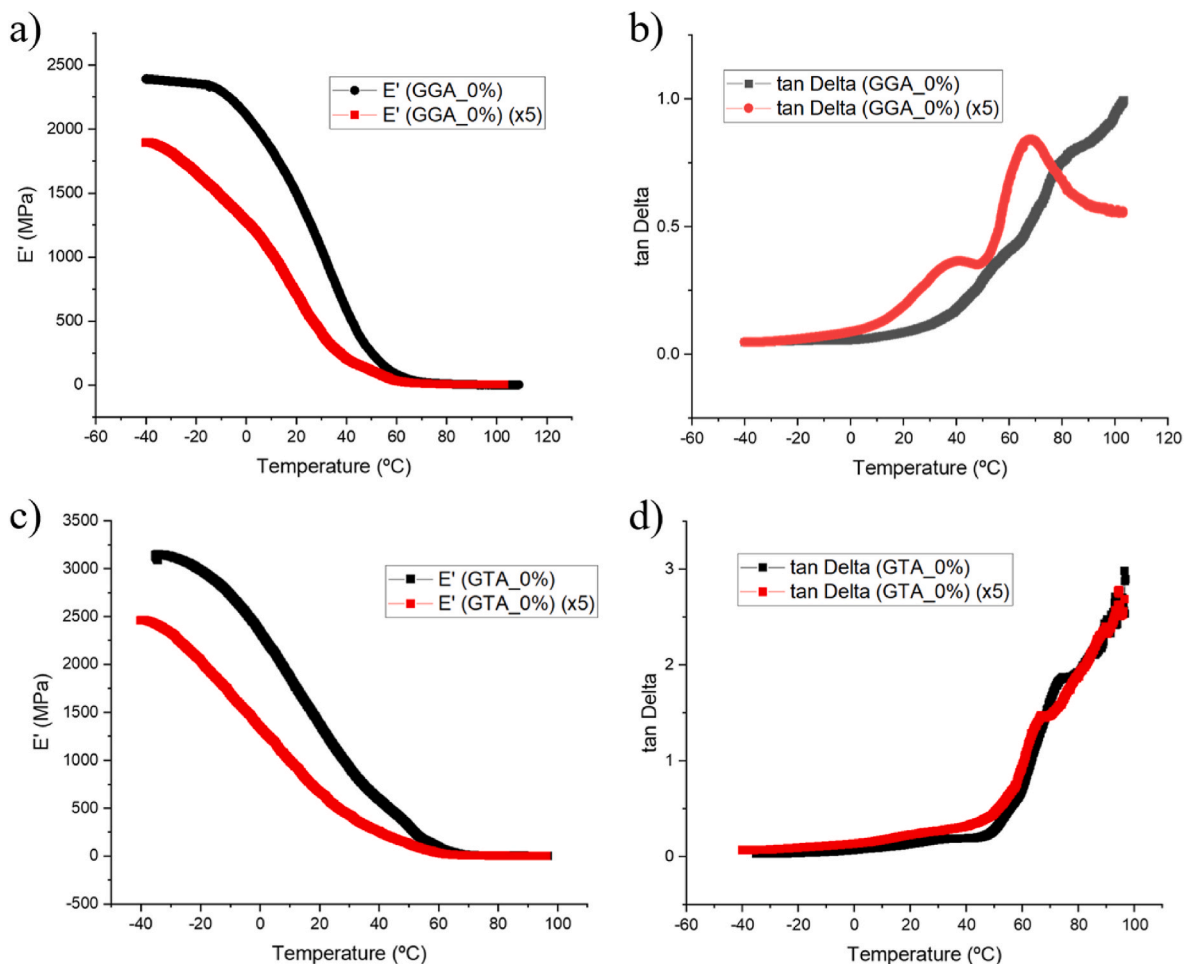 a)
2500
2000
1500
1000
500
0
E' (MPa)
E' (GGA_0%)
E' (GGA_0%) (x5)
-60 -40 -20 0 20 40 60 80 100 120
Temperature (ºC)
b)
1.0
0.5
0.0
tan Delta
tan Delta (GGA_0%)
tan Delta (GGA_0%) (x5)
-60 -40 -20 0 20 40 60 80 100 120
Temperature (ºC)
c)
3500
3000
2500
2000
1500
1000
500
0
-500
E' (MPa)
E' (GTA_0%)
E' (GTA_0%) (x5)
-40 -20 0 20 40 60 80 100
Temperature (ºC)
d)
3
2
1
0
tan Delta
tan Delta (GTA_0%)
tan Delta (GTA_0%) (x5)
-60 -40 -20 0 20 40 60 80 100 120
Temperature (ºC)